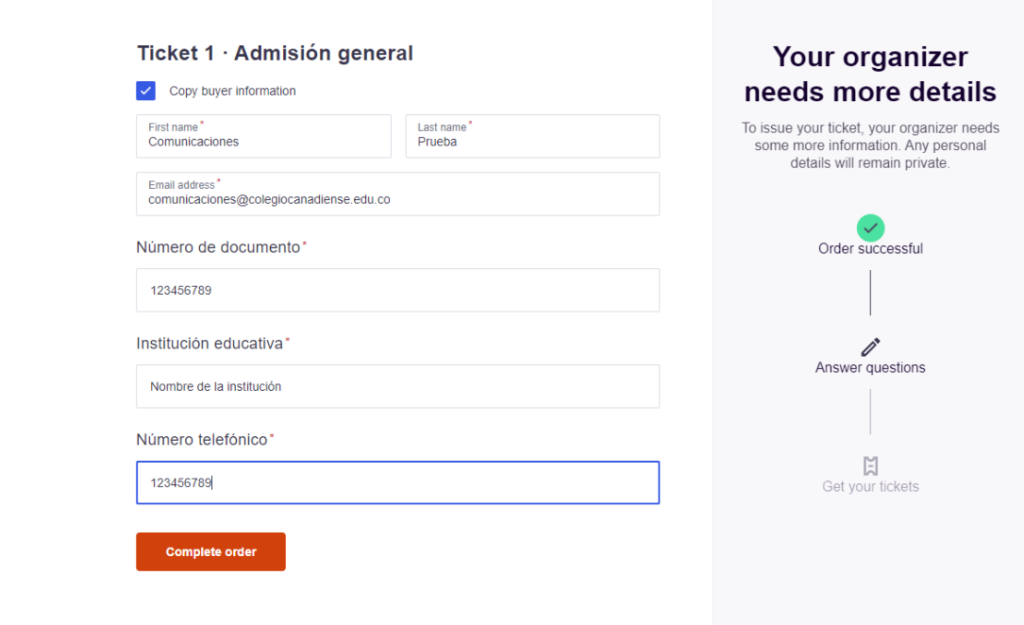 Ticket 1 · Admisión general
Copy buyer information
First name*
Comunicaciones
Last name*
Prueba
Email address*
comunicaciones@colegiocanadiense.edu.co
Número de documento*
123456789
Institución educativa*
Nombre de la institución
Número telefónico*
123456789
Complete order
Your organizer
needs more details
To issue your ticket, your organizer needs
some more information. Any personal
details will remain private.
Order successful
Answer questions
Get your tickets